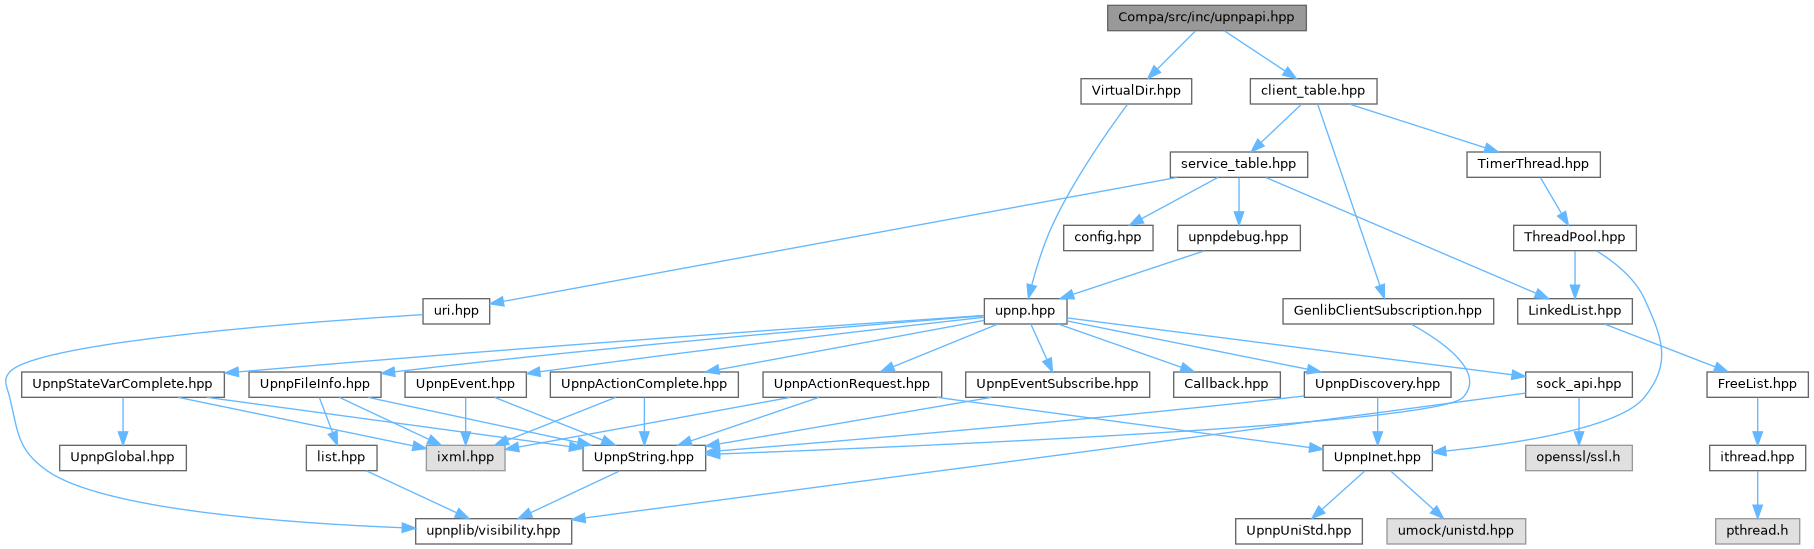 Compa/src/inc/upnpapi.hpp
VirtualDir.hpp
client_table.hpp
service_table.hpp
TimerThread.hpp
config.hpp
upnpdebug.hpp
ThreadPool.hpp
uri.hpp
upnp.hpp
GenlibClientSubscription.hpp
LinkedList.hpp
UpnpStateVarComplete.hpp
UpnpFileInfo.hpp
UpnpEvent.hpp
UpnpActionComplete.hpp
UpnpActionRequest.hpp
UpnpEventSubscribe.hpp
Callback.hpp
UpnpDiscovery.hpp
sock_api.hpp
FreeList.hpp
UpnpGlobal.hpp
list.hpp
ixml.hpp
UpnpString.hpp
UpnpInet.hpp
openssl/ssl.h
ithread.hpp
upnplib/visibility.hpp
UpnpUniStd.hpp
umock/unistd.hpp
pthread.h